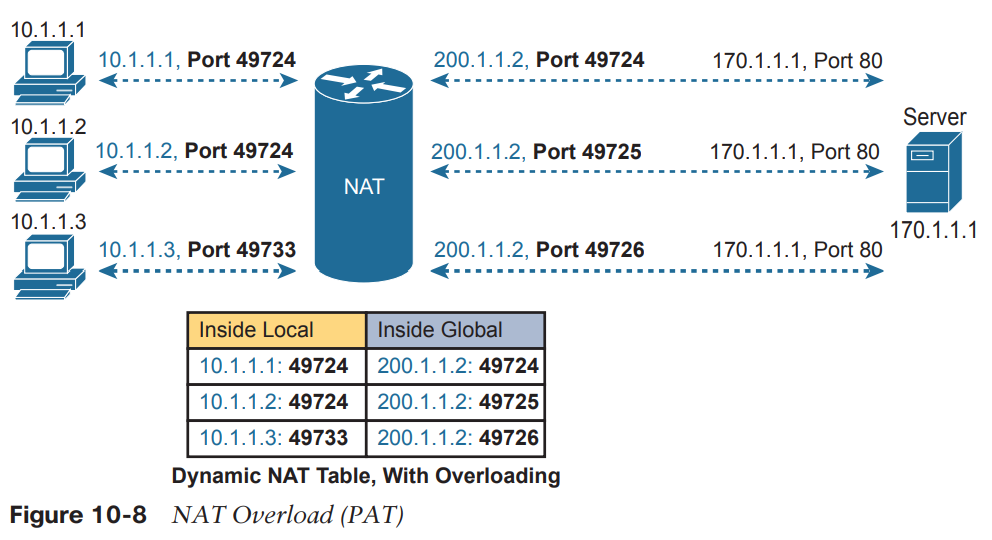 10.1.1.1
10.1.1.1, Port 49724
200.1.1.2, Port 49724
170.1.1.1, Port 80
Server
10.1.1.2
10.1.1.2, Port 49724
NAT
200.1.1.2, Port 49725
170.1.1.1, Port 80
170.1.1.1
10.1.1.3
10.1.1.3, Port 49733
200.1.1.2, Port 49726
170.1.1.1, Port 80
Inside Local Inside Global
10.1.1.1: 49724 200.1.1.2: 49724
10.1.1.2: 49724 200.1.1.2: 49725
10.1.1.3: 49733 200.1.1.2: 49726
Dynamic NAT Table, With Overloading
Figure 10-8 NAT Overload (PAT)